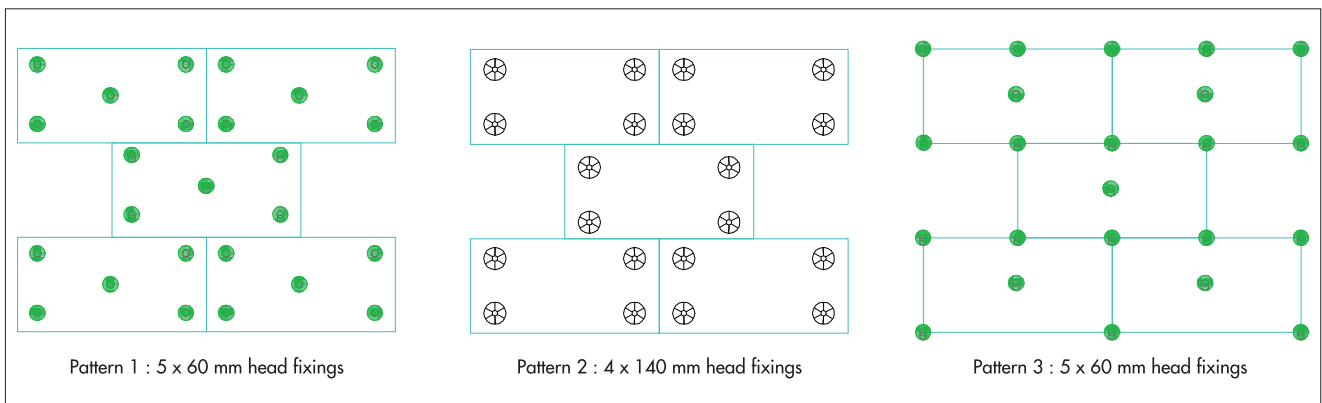 Pattern 1 : 5 x 60 mm head fixings
Pattern 2 : 4 x 140 mm head fixings
Pattern 3 : 5 x 60 mm head fixings